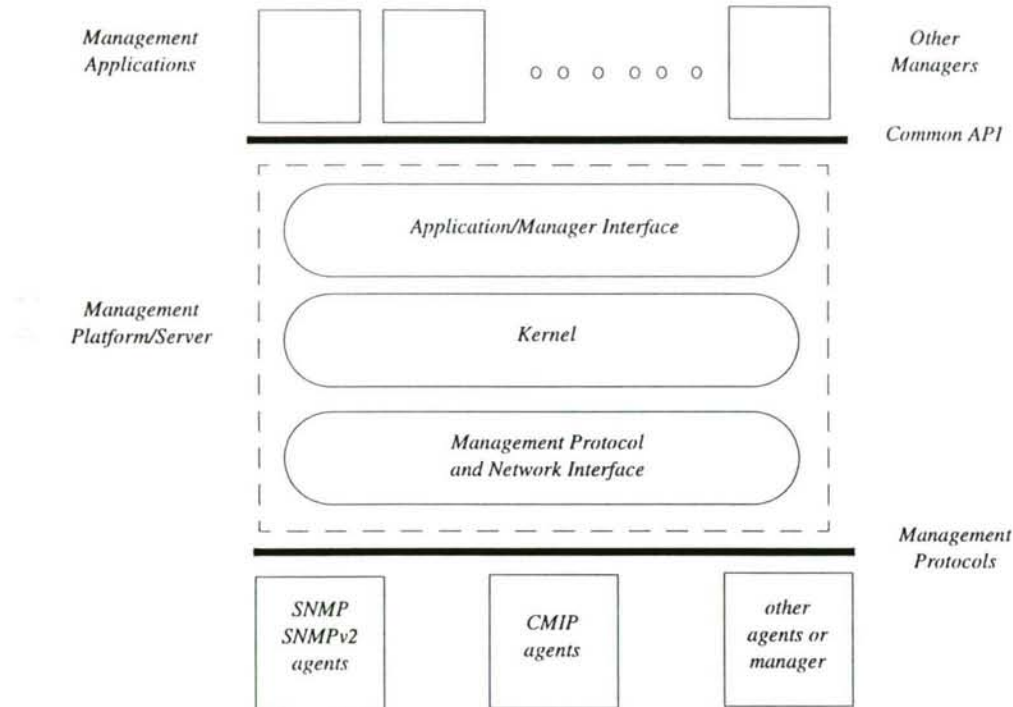 Management
Applications
o o o o o o
Other
Managers
Common API
Application/Manager Interface
Management
Platform/Server
Kernel
Management Protocol
and Network Interface
Management
Protocols
SNMP
SNMPv2
agents
CMIP
agents
other
agents or
manager